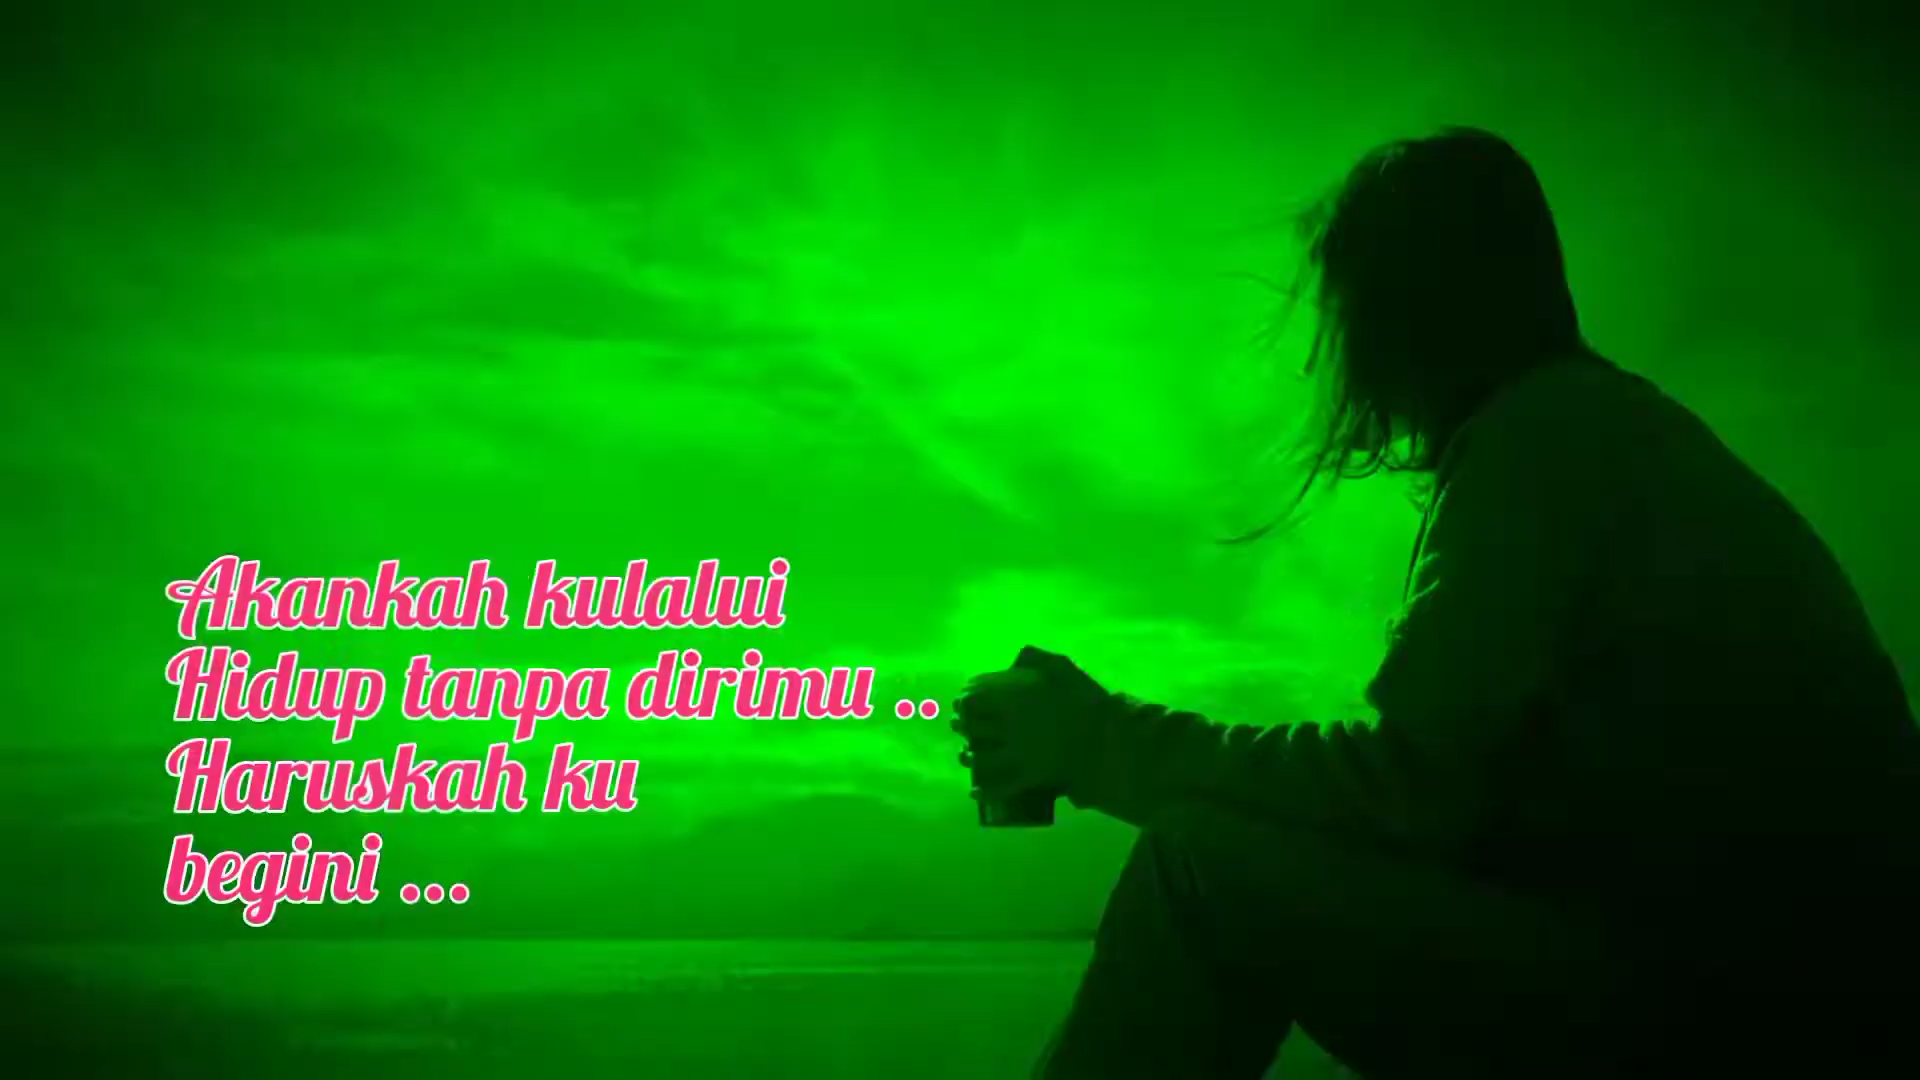 Akankah kulalui
Hidup tanpa dirimu ..
Haruskah ku
begini ...